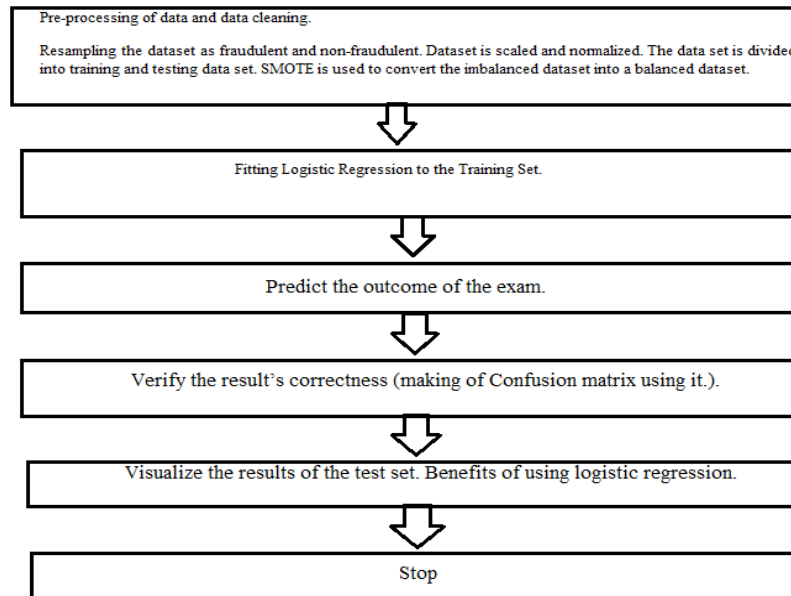 Pre-processing of data and data cleaning.
Resampling the dataset as fraudulent and non-fraudulent. Dataset is scaled and normalized. The data set is divided
into training and testing data set. SMOTE is used to convert the imbalanced dataset into a balanced dataset.
Fitting Logistic Regression to the Training Set.
Predict the outcome of the exam.
Verify the result's correctness (making of Confusion matrix using it.).
Visualize the results of the test set. Benefits of using logistic regression.
Stop